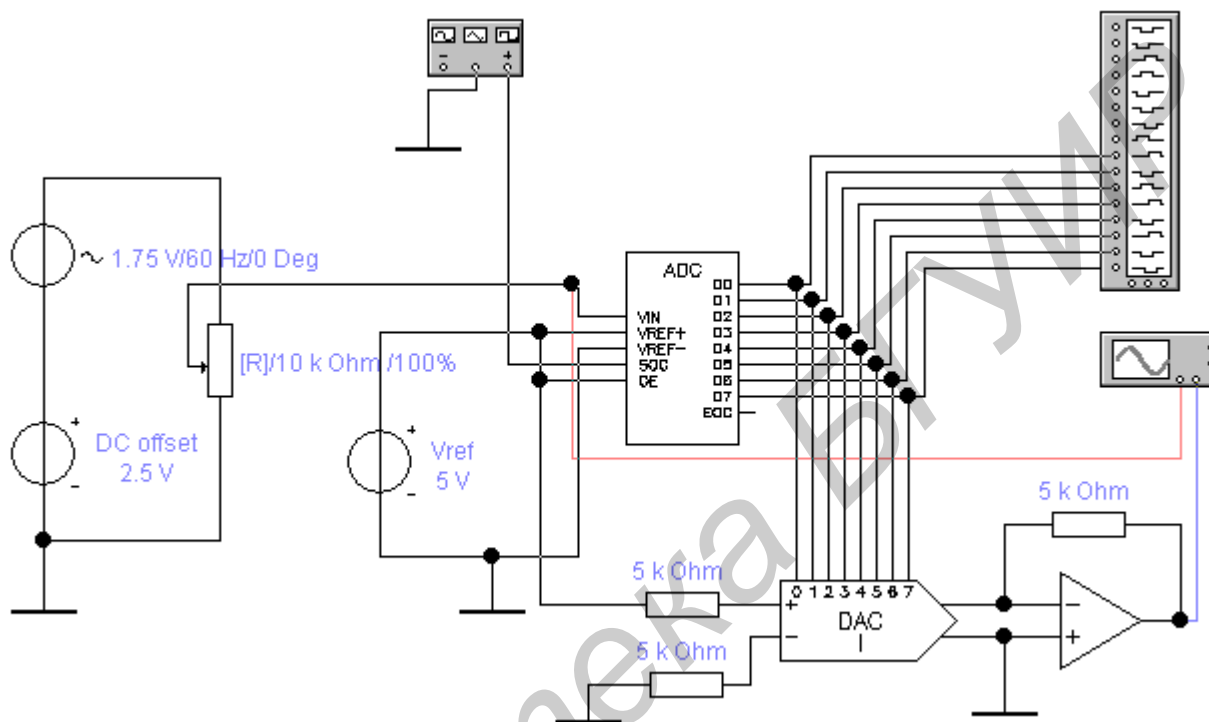 1.75 V/60 Hz/0 Deg
[R]/10 k Ohm /100%
DC offset
2.5 V
Vref
5 V
ADC
VIN
VREF+
VREF-
SOC
OE
D0
D1
D2
D3
D4
D5
D6
D7
EOC
5 k Ohm
5 k Ohm
5 k Ohm
0 1 2 3 4 5 6 7
DAC
I
БГУИР
ека